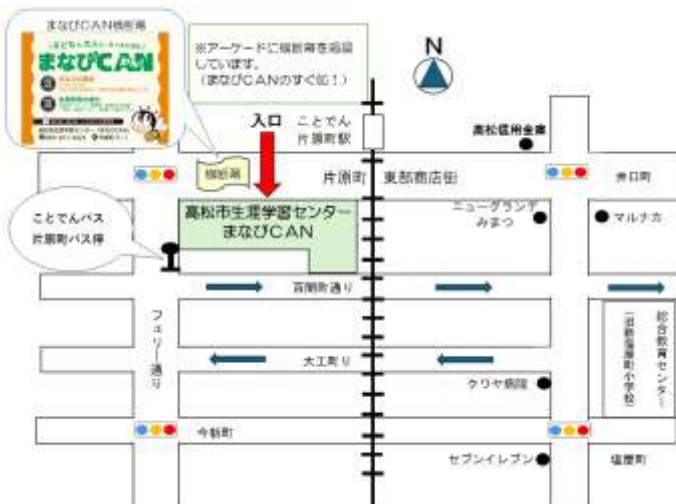 まなびCAN横断幕
まなびCAN
※アーケードに横断幕を掲揚
しています。
(まなびCANのすぐ前!)
N
入口
ことでん
片原町駅
高松信用金庫
横断幕
片原町
東部商店街
井口町
高松市生涯学習センター
まなびCAN
ニューグランデ
みまつ
マルナカ
ことでんバス
片原町バス停
百間町通り
フェリー通り
大工町り
クワヤ病院
総合教育センター
(旧新塩屋町小学校)
今新町
セブンイレブン
塩屋町